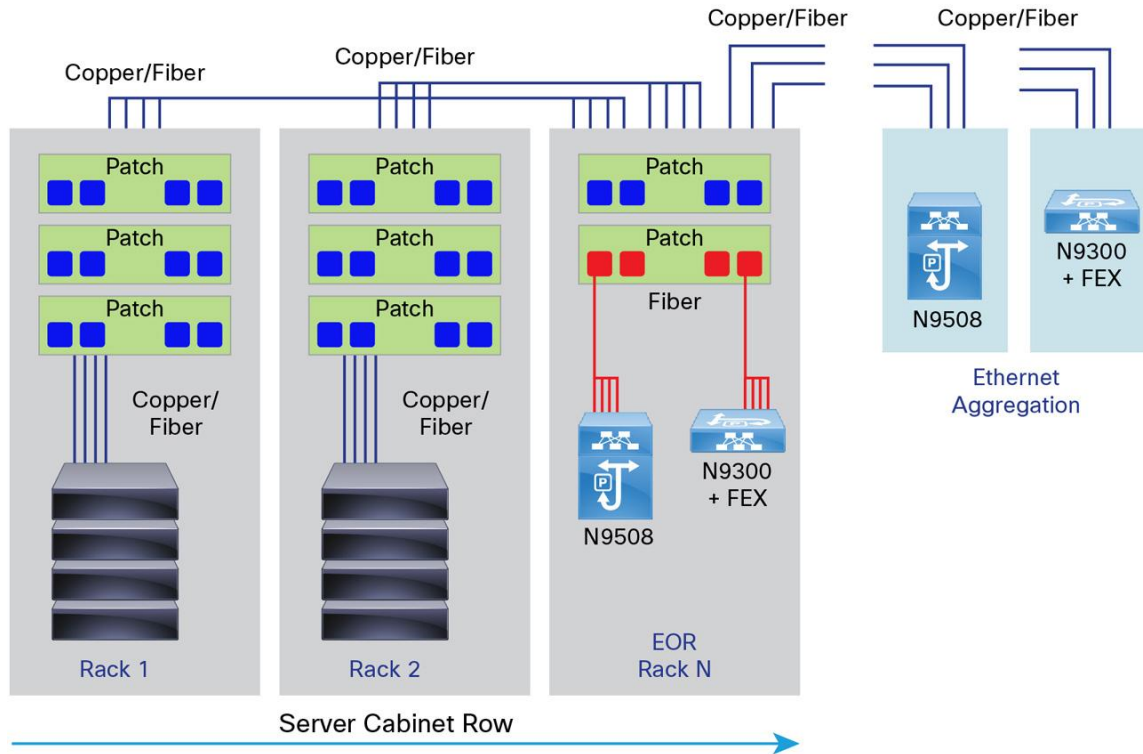 Copper/Fiber
Copper/Fiber
Copper/Fiber
Copper/Fiber
Patch
Patch
Patch
Copper/
Fiber
Rack 1
Patch
Patch
Patch
Copper/
Fiber
Rack 2
Patch
Patch
Fiber
P
N9508
P
N9300
+ FEX
EOR
Rack N
P
N9508
P
N9300
+ FEX
Ethernet
Aggregation
Server Cabinet Row